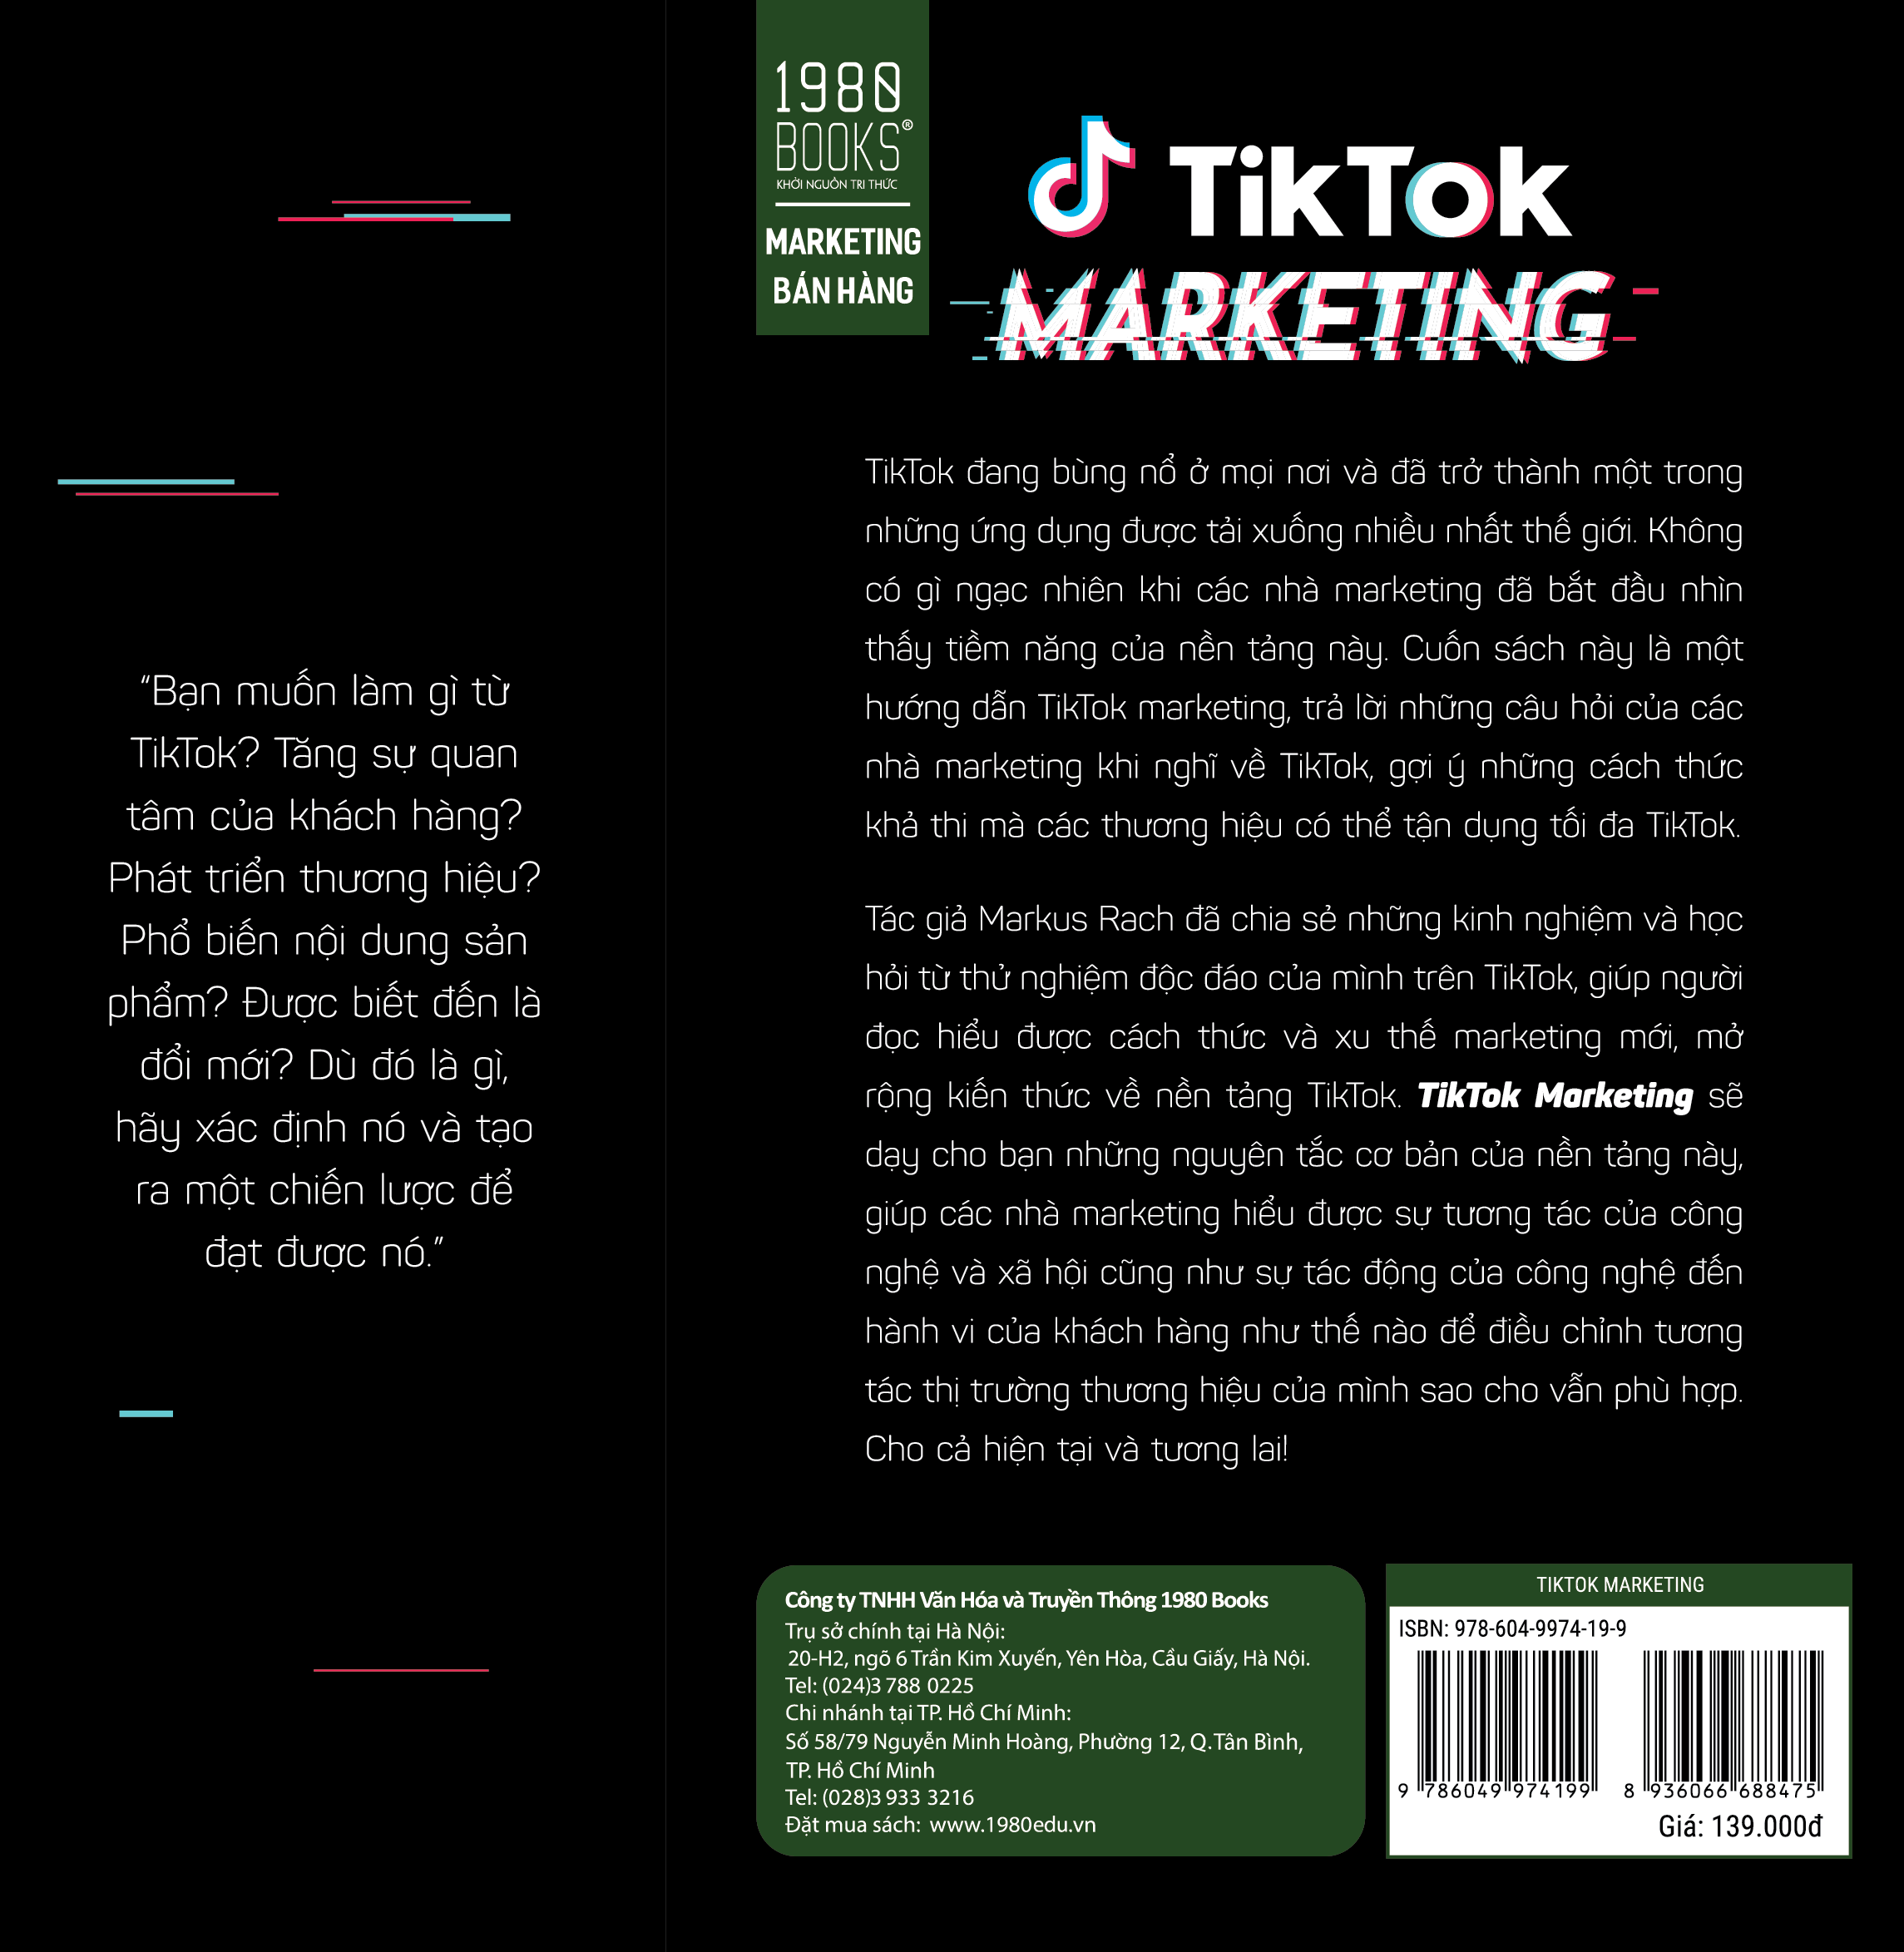 “Bạn muốn làm gì từ
TikTok? Tăng sự quan
tâm của khách hàng?
Phát triển thương hiệu?
Phổ biến nội dung sản
phẩm? Được biết đến là
đổi mới? Dù đó là gì,
hãy xác định nó và tạo
ra một chiến lược để
đạt được nó.”
1980
BOOKS®
KHỞI NGUỒN TRI THỨC
MARKETING
BÁN HÀNG
TikTok
MARKETING
TikTok đang bùng nổ ở mọi nơi và đã trở thành một trong
những ứng dụng được tải xuống nhiều nhất thế giới. Không
có gì ngạc nhiên khi các nhà marketing đã bắt đầu nhìn
thấy tiềm năng của nền tảng này. Cuốn sách này là một
hướng dẫn TikTok marketing, trả lời những câu hỏi của các
nhà marketing khi nghĩ về TikTok, gợi ý những cách thức
khả thi mà các thương hiệu có thể tận dụng tối đa TikTok.
Tác giả Markus Rach đã chia sẻ những kinh nghiệm và học
hỏi từ thử nghiệm độc đáo của mình trên TikTok, giúp người
đọc hiểu được cách thức và xu thế marketing mới, mở
rộng kiến thức về nền tảng TikTok. TikTok Marketing sẽ
dạy cho bạn những nguyên tắc cơ bản của nền tảng này,
giúp các nhà marketing hiểu được sự tương tác của công
nghệ và xã hội cũng như sự tác động của công nghệ đến
hành vi của khách hàng như thế nào để điều chỉnh tương
tác thị trường thương hiệu của mình sao cho vẫn phù hợp.
Cho cả hiện tại và tương lai!
Công ty TNHH Văn Hóa và Truyền Thông 1980 Books
Trụ sở chính tại Hà Nội:
20-H2, ngõ 6 Trần Kim Xuyến, Yên Hòa, Cầu Giấy, Hà Nội.
Tel: (024)3 788 0225
Chi nhánh tại TP. Hồ Chí Minh:
Số 58/79 Nguyễn Minh Hoàng, Phường 12, Q.Tân Bình,
TP. Hồ Chí Minh
Tel: (028)3 933 3216
Đặt mua sách: www.1980edu.vn
TIKTOK MARKETING
ISBN: 978-604-9974-19-9
9 786049 974199
8 936066 688475
Giá: 139.000đ